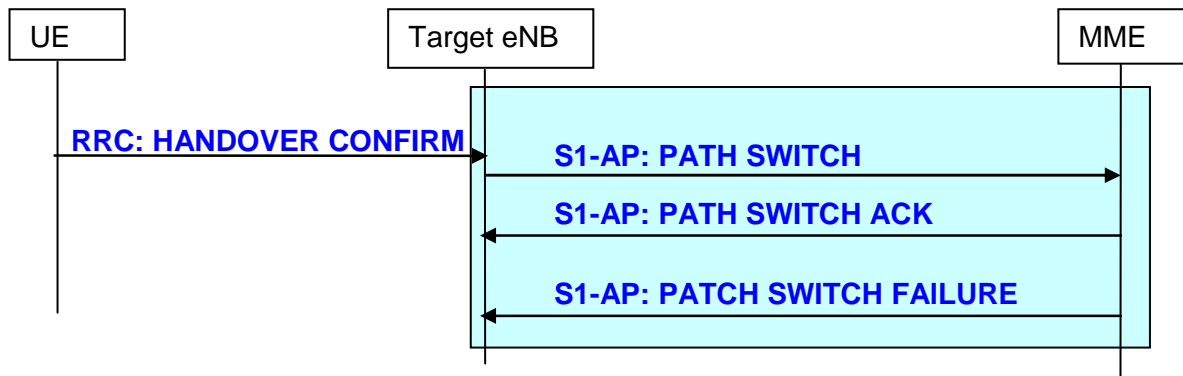 UE
Target eNB
MME
RRC: HANDOVER CONFIRM
S1-AP: PATH SWITCH
S1-AP: PATH SWITCH ACK
S1-AP: PATCH SWITCH FAILURE